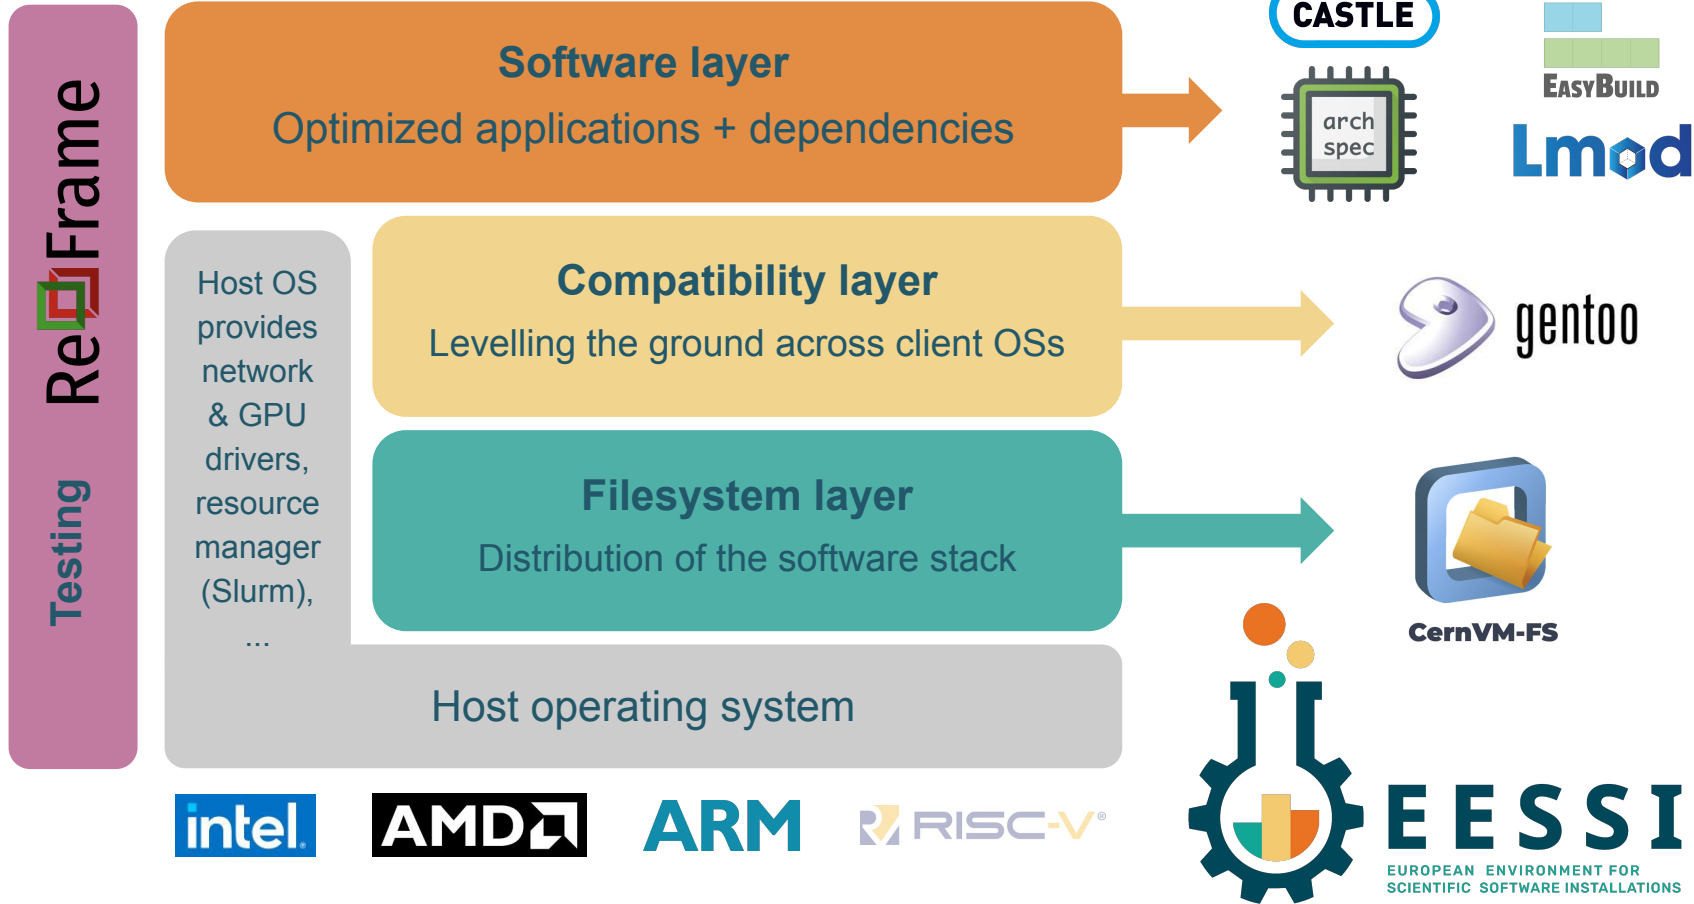 ReFrame
Testing
Software layer
Optimized applications + dependencies
CASTLE
arch
spec
EASYBUILD
Lmod
Host OS
provides
network
& GPU
drivers,
resource
manager
(Slurm),
...
Compatibility layer
Levelling the ground across client OSs
gentoo
Filesystem layer
Distribution of the software stack
CernVM-FS
Host operating system
intel.
AMD
ARM
RISC-V®
EESSI
EUROPEAN ENVIRONMENT FOR
SCIENTIFIC SOFTWARE INSTALLATIONS